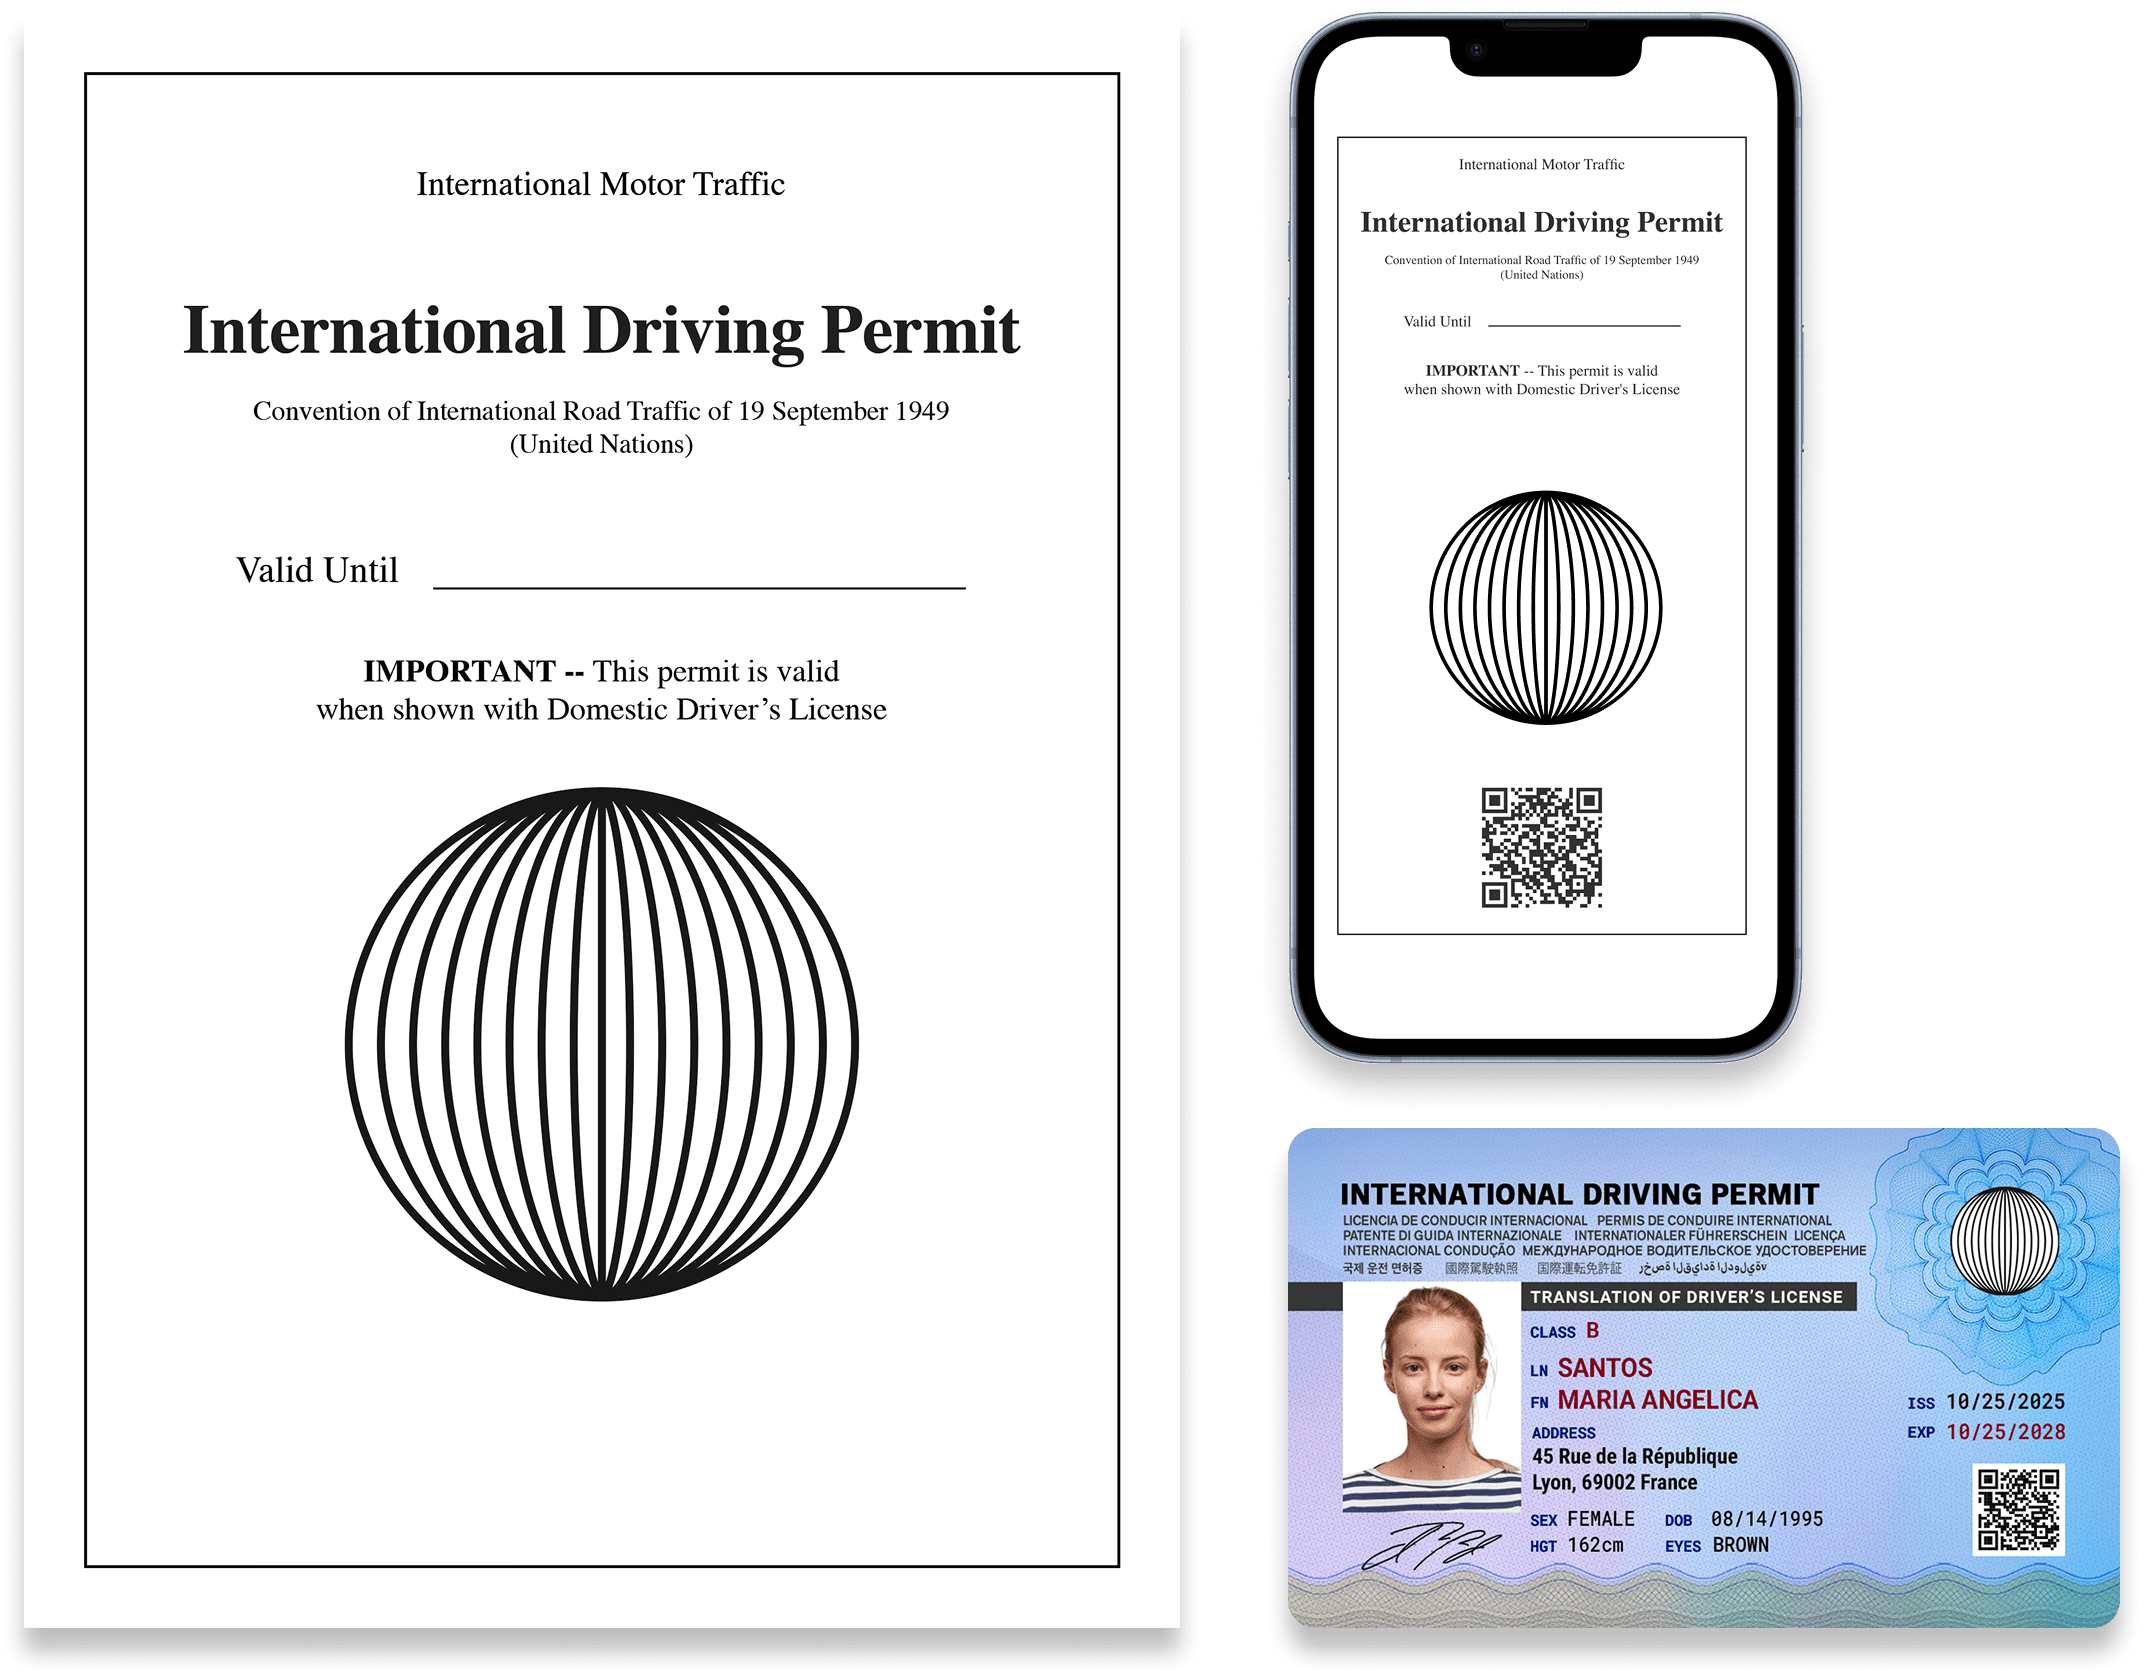 International Motor Traffic
International Driving Permit
Convention of International Road Traffic of 19 September 1949
(United Nations)
Valid Until
IMPORTANT -- This permit is valid
when shown with Domestic Driver’s License
International Motor Traffic
International Driving Permit
Convention of International Road Traffic of 19 September 1949
(United Nations)
Valid Until
IMPORTANT -- This permit is valid
when shown with Domestic Driver's License
INTERNATIONAL DRIVING PERMIT
LICENCIA DE CONDUCIR INTERNACIONAL PERMIS DE CONDUIRE INTERNATIONAL
PATENTE DI GUIDA INTERNAZIONALE INTERNATIONALER FÜHRERSCHEIN LICENÇA
INTERNACIONAL CONDUÇÃO МЕЖДУНАРОДНОЕ ВОДИТЕЛЬСКОЕ УДОСТОВЕРЕНИЕ
국제 운전 면허증 國際駕駛執照 国際運転免許証
TRANSLATION OF DRIVER'S LICENSE
CLASS B
LN SANTOS
FN MARIA ANGELICA
ISS 10/25/2025
ADDRESS
EXP 10/25/2028
45 Rue de la République
Lyon, 69002 France
SEX FEMALE DOB 08/14/1995
HGT 162cm EYES BROWN